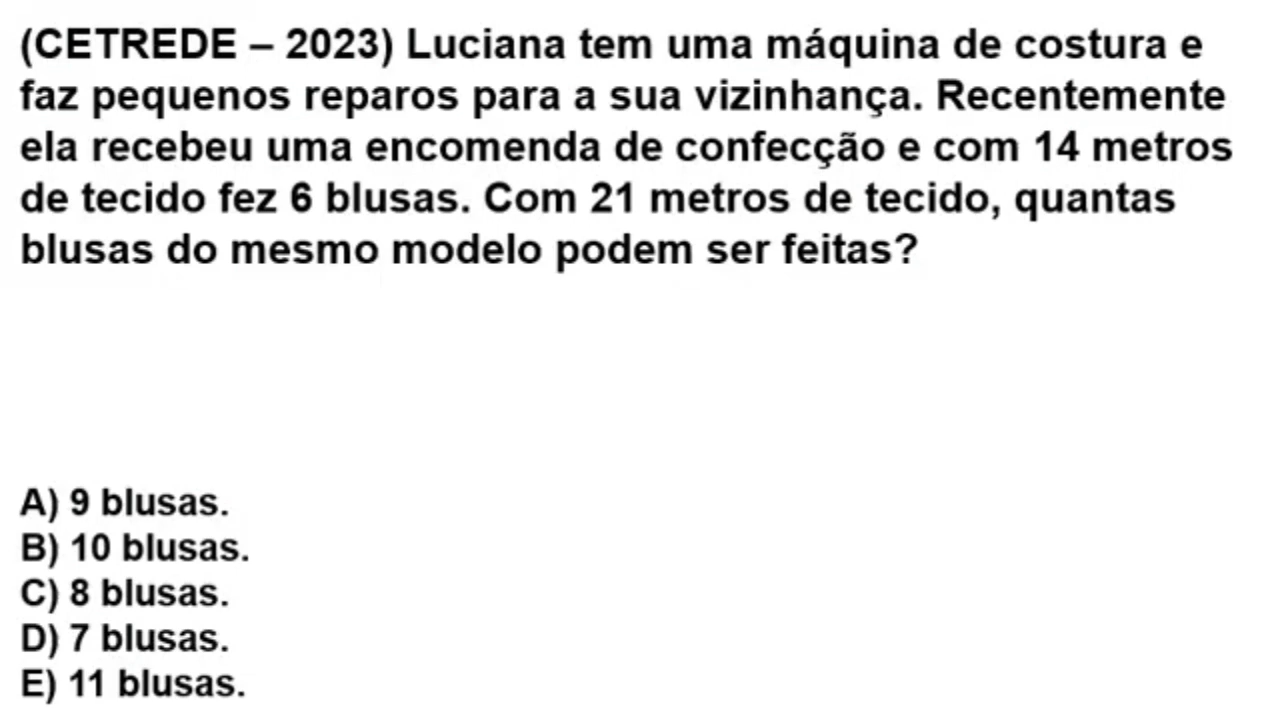 (CETREDE – 2023) Luciana tem uma máquina de costura e
faz pequenos reparos para a sua vizinhança. Recentemente
ela recebeu uma encomenda de confecção e com 14 metros
de tecido fez 6 blusas. Com 21 metros de tecido, quantas
blusas do mesmo modelo podem ser feitas?
A) 9 blusas.
B) 10 blusas.
C) 8 blusas.
D) 7 blusas.
E) 11 blusas.